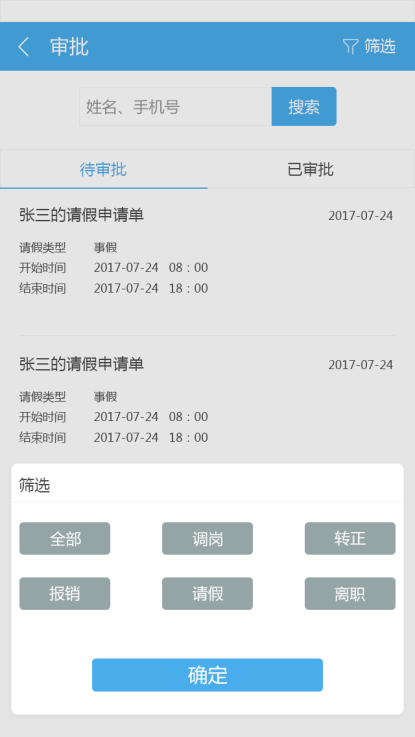 审批 筛选
姓名、手机号 搜索
待审批 已审批
张三的请假申请单 2017-07-24
请假类型 事假
开始时间 2017-07-24 08：00
结束时间 2017-07-24 18：00
张三的请假申请单 2017-07-24
请假类型 事假
开始时间 2017-07-24 08：00
结束时间 2017-07-24 18：00
筛选
全部 调岗 转正
报销 请假 离职
确定